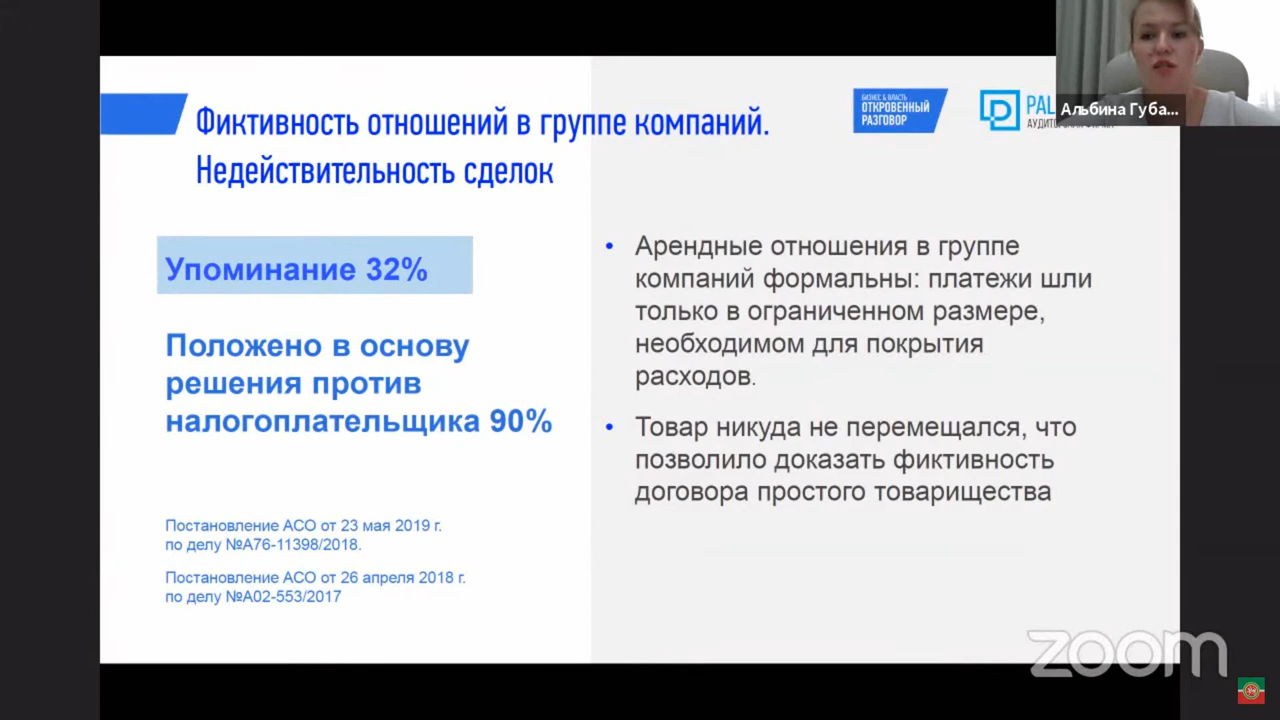 Фиктивность отношений в группе компаний.
Недействительность сделок
БИЗНЕС & ВЛАСТЬ
ОТКРОВЕННЫЙ
РАЗГОВОР
PAL
Альбина Губа...
Упоминание 32%
Положено в основу
решения против
налогоплательщика 90%
Постановление АСО от 23 мая 2019 г.
по делу №А76-11398/2018.
Постановление АСО от 26 апреля 2018 г.
по делу №А02-553/2017
• Арендные отношения в группе
компаний формальны: платежи шли
только в ограниченном размере,
необходимом для покрытия
расходов.
• Товар никуда не перемещался, что
позволило доказать фиктивность
договора простого товарищества
zoom